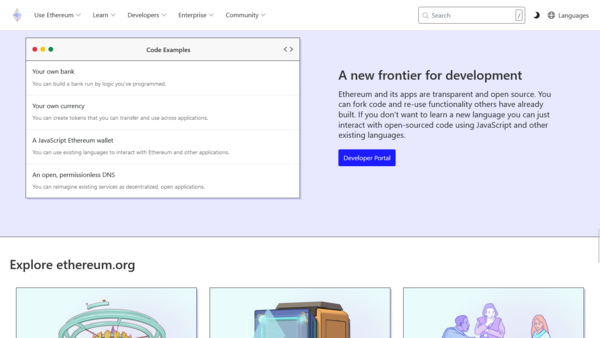 Use Ethereum
Learn
Developers
Enterprise
Community
Search
/
Languages
Code Examples
Your own bank
You can build a bank run by logic you've programmed.
Your own currency
You can create tokens that you can transfer and use across applications.
A JavaScript Ethereum wallet
You can use existing languages to interact with Ethereum and other applications.
An open, permissionless DNS
You can reimagine existing services as decentralized, open applications.
A new frontier for development
Ethereum and its apps are transparent and open source. You
can fork code and re-use functionality others have already
built. If you don't want to learn a new language you can just
interact with open-sourced code using JavaScript and other
existing languages.
Developer Portal
Explore ethereum.org